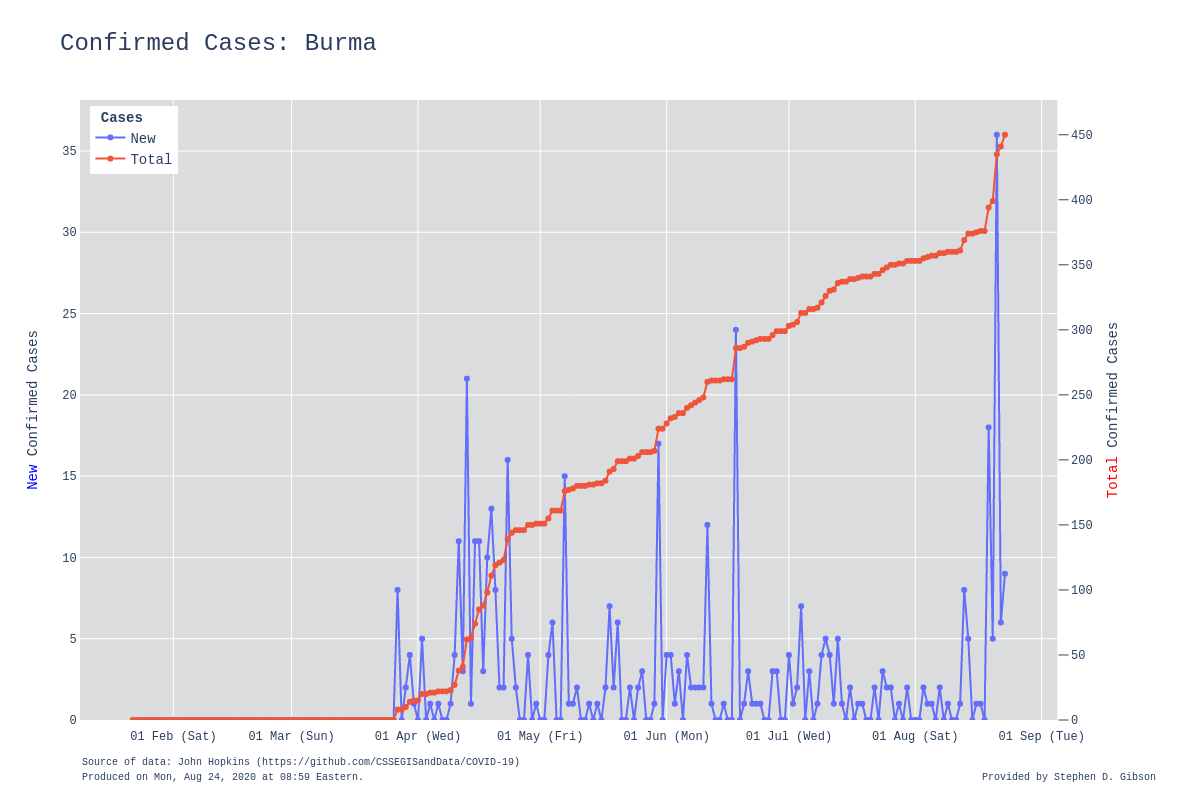 Confirmed Cases: Burma
Cases
New
Total
35
30
25
20
15
10
5
0
450
400
350
300
250
200
150
100
50
0
New Confirmed Cases
Total Confirmed Cases
01 Feb (Sat)
01 Mar (Sun)
01 Apr (Wed)
01 May (Fri)
01 Jun (Mon)
01 Jul (Wed)
01 Aug (Sat)
01 Sep (Tue)
Source of data: John Hopkins (https://github.com/CSSEGISandData/COVID-19)
Produced on Mon, Aug 24, 2020 at 08:59 Eastern.
Provided by Stephen D. Gibson